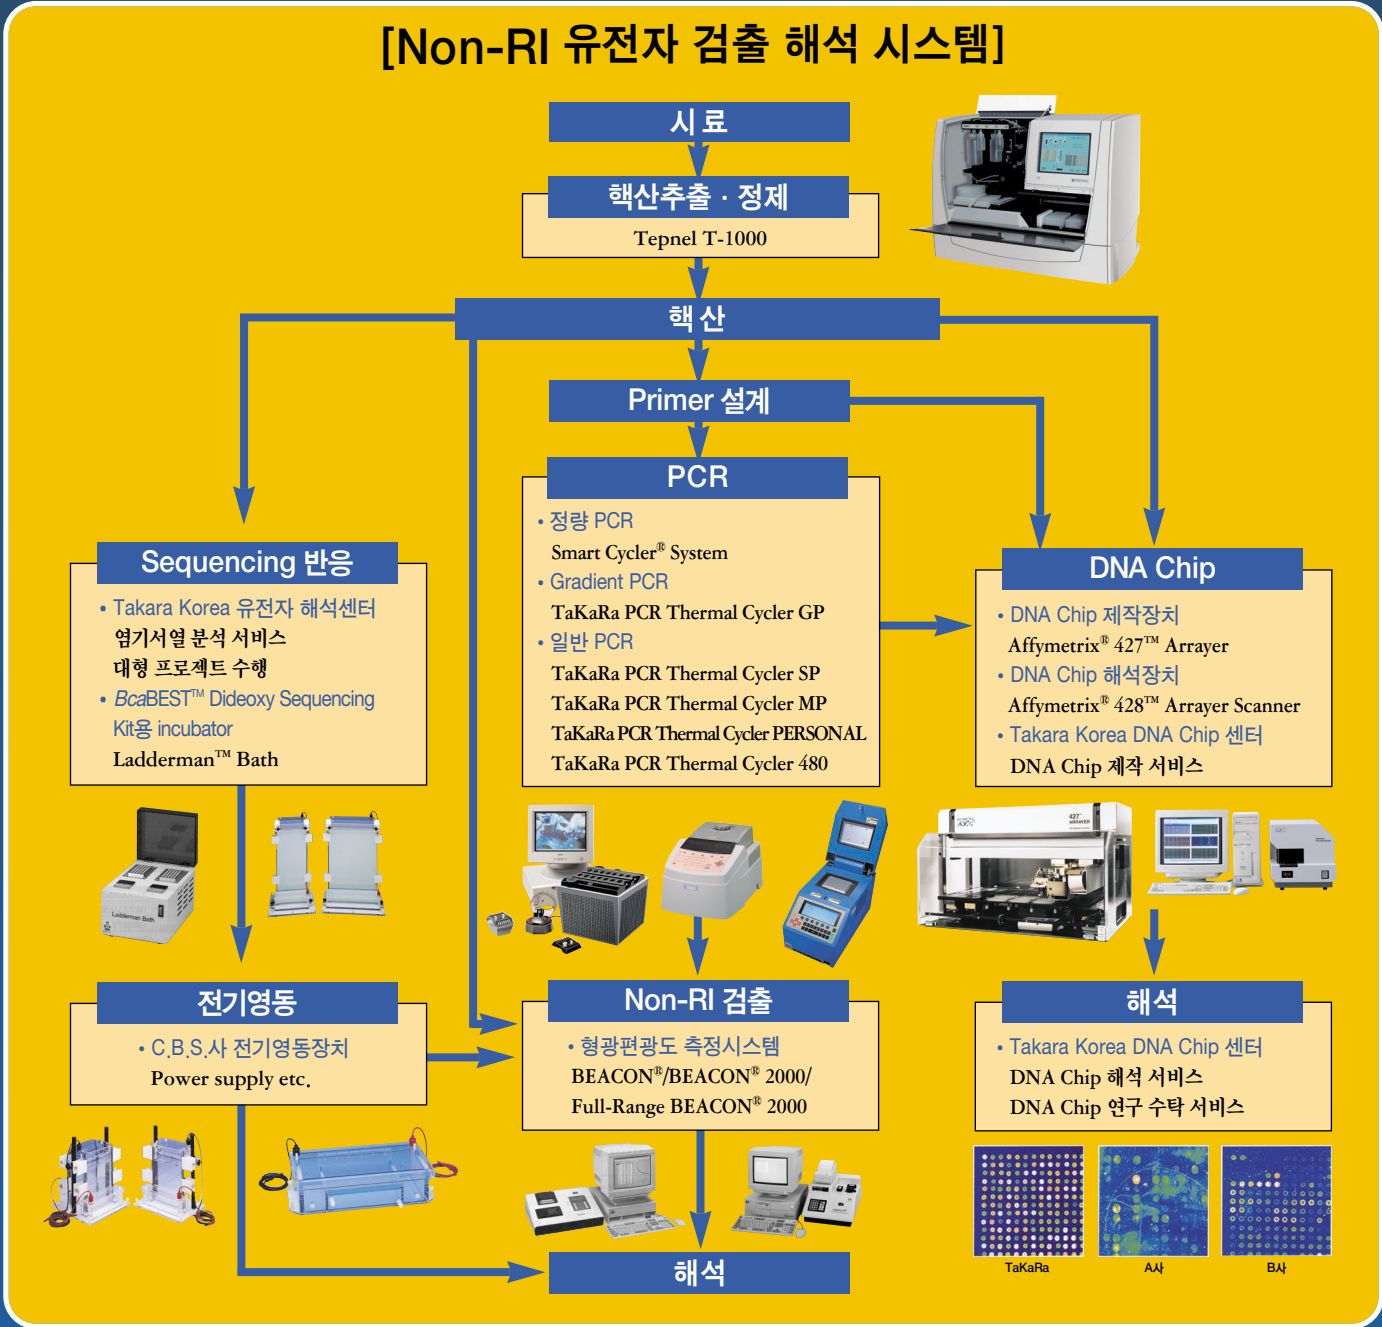 [Non-RI 유전자 검출 해석 시스템]
시 료
핵산추출 · 정제
Tepnel T-1000
핵 산
Primer 설계
PCR
• 정량 PCR
Smart Cycler® System
• Gradient PCR
TaKaRa PCR Thermal Cycler GP
• 일반 PCR
TaKaRa PCR Thermal Cycler SP
TaKaRa PCR Thermal Cycler MP
TaKaRa PCR Thermal Cycler PERSONAL
TaKaRa PCR Thermal Cycler 480
Sequencing 반응
• Takara Korea 유전자 해석센터
염기서열 분석 서비스
대형 프로젝트 수행
• BcaBEST™ Dideoxy Sequencing
Kit용 incubator
Ladderman™ Bath
DNA Chip
• DNA Chip 제작장치
Affymetrix® 427™ Arrayer
• DNA Chip 해석장치
Affymetrix® 428™ Arrayer Scanner
• Takara Korea DNA Chip 센터
DNA Chip 제작 서비스
Ladderman Bath
427™
ARRAYER
전기영동
• C.B.S.사 전기영동장치
Power supply etc.
Non-RI 검출
• 형광편광도 측정시스템
BEACON®/BEACON® 2000/
Full-Range BEACON® 2000
해석
• Takara Korea DNA Chip 센터
DNA Chip 해석 서비스
DNA Chip 연구 수탁 서비스
TaKaRa
A사
B사
해석